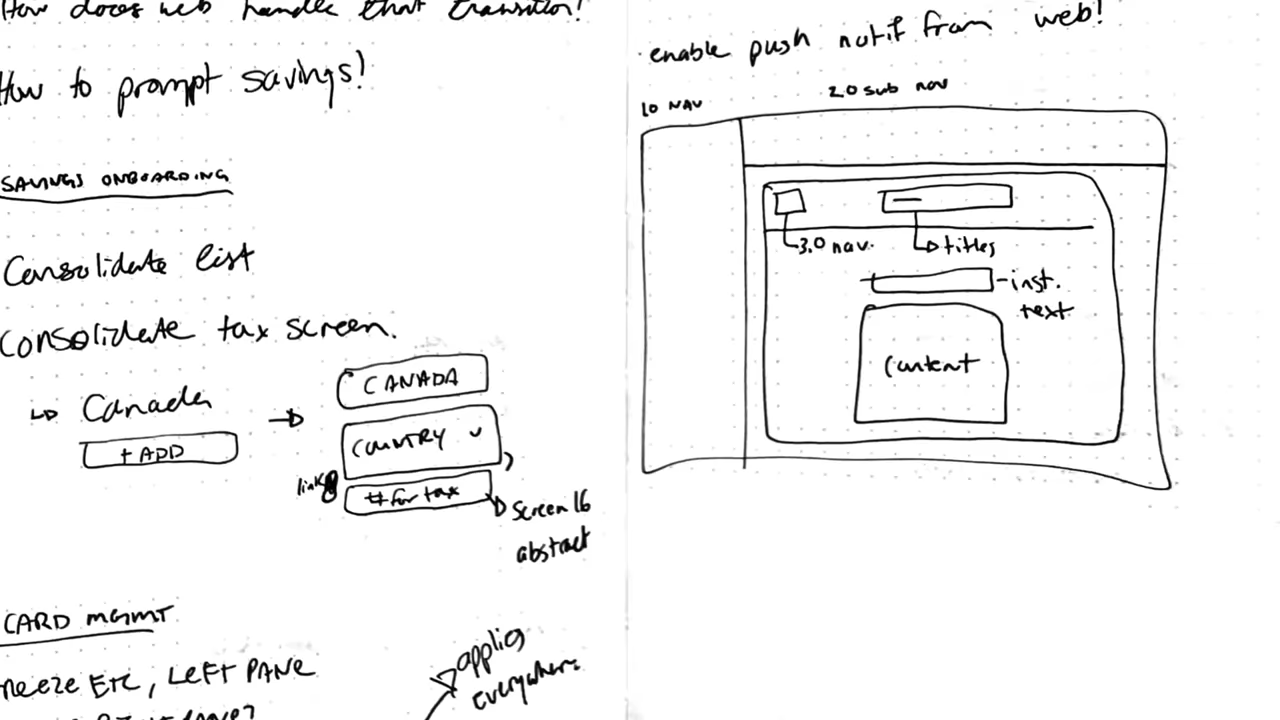 How does web handle that transition!
How to prompt savings!
SAVINGS ONBOARDING
Consolidate list
Consolidate tax screen.
↳ Canada →
+ ADD
CANADA
COUNTRY
link
# for tax
Screen 16
abstract
CARD MGMT
ETC, LEFT PANE
applies
everywhere
enable push notif from web!
1.0 NAV
2.0 sub nav
3.0 nav.
titles
inst.
text
Content